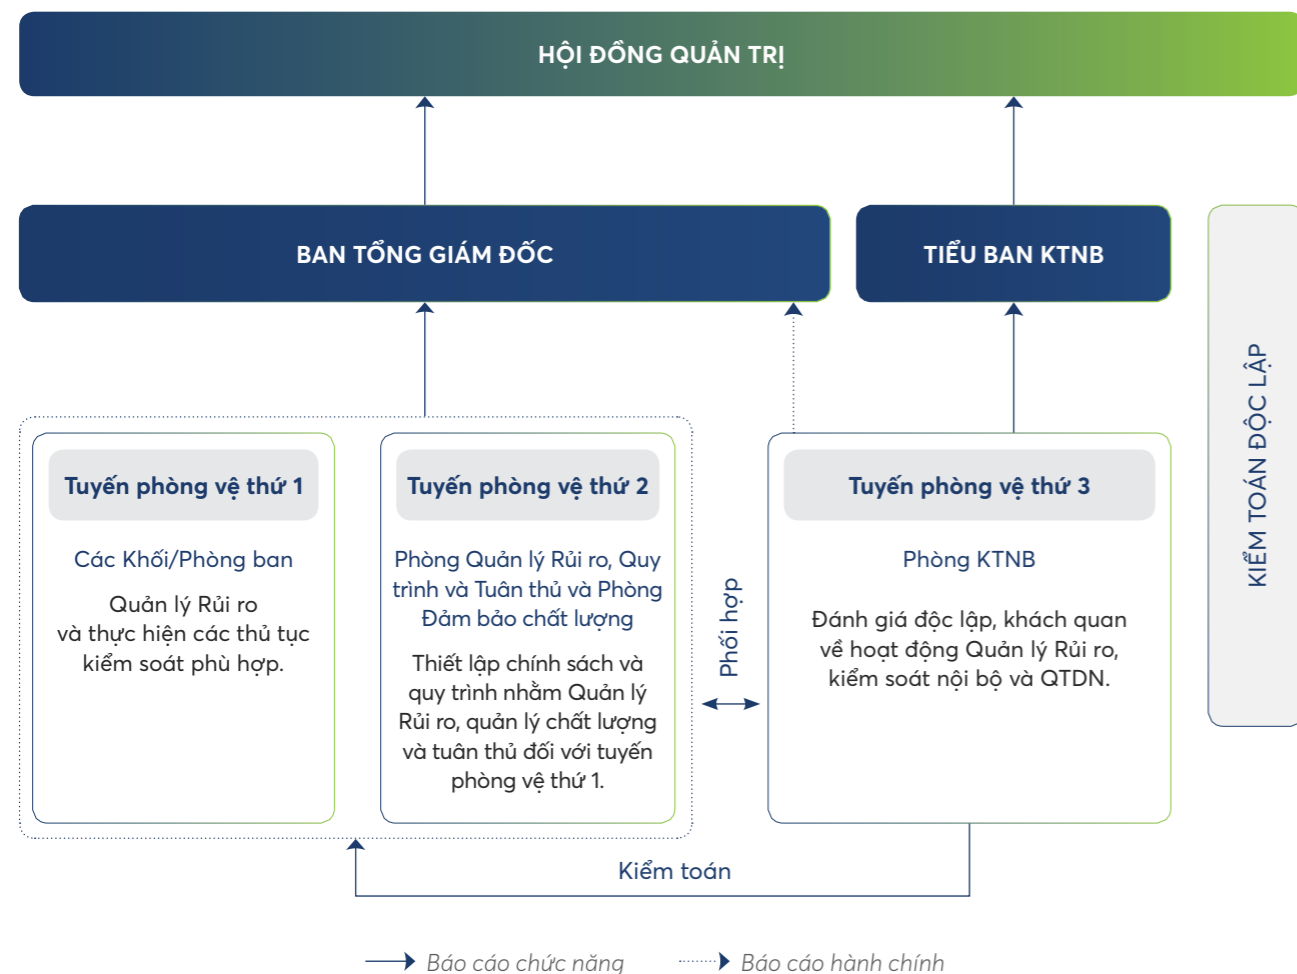 HỘI ĐỒNG QUẢN TRỊ
BAN TỔNG GIÁM ĐỐC
TIỂU BAN KTNB
KIỂM TOÁN ĐỘC LẬP
Tuyến phòng vệ thứ 1
Các Khối/Phòng ban
Quản lý Rủi ro
và thực hiện các thủ tục
kiểm soát phù hợp.
Tuyến phòng vệ thứ 2
Phòng Quản lý Rủi ro, Quy
trình và Tuân thủ và Phòng
Đảm bảo chất lượng
Thiết lập chính sách và
quy trình nhằm Quản lý
Rủi ro, quản lý chất lượng
và tuân thủ đối với tuyến
phòng vệ thứ 1.
Phối hợp
Tuyến phòng vệ thứ 3
Phòng KTNB
Đánh giá độc lập, khách quan
về hoạt động Quản lý Rủi ro,
kiểm soát nội bộ và QTDN.
Kiểm toán
Báo cáo chức năng
Báo cáo hành chính